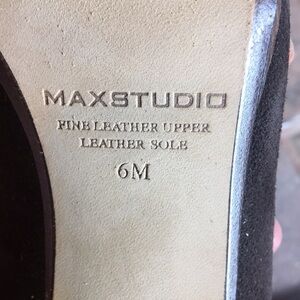 MAXSTUDIO
FINE LEATHER UPPER
LEATHER SOLE
6M